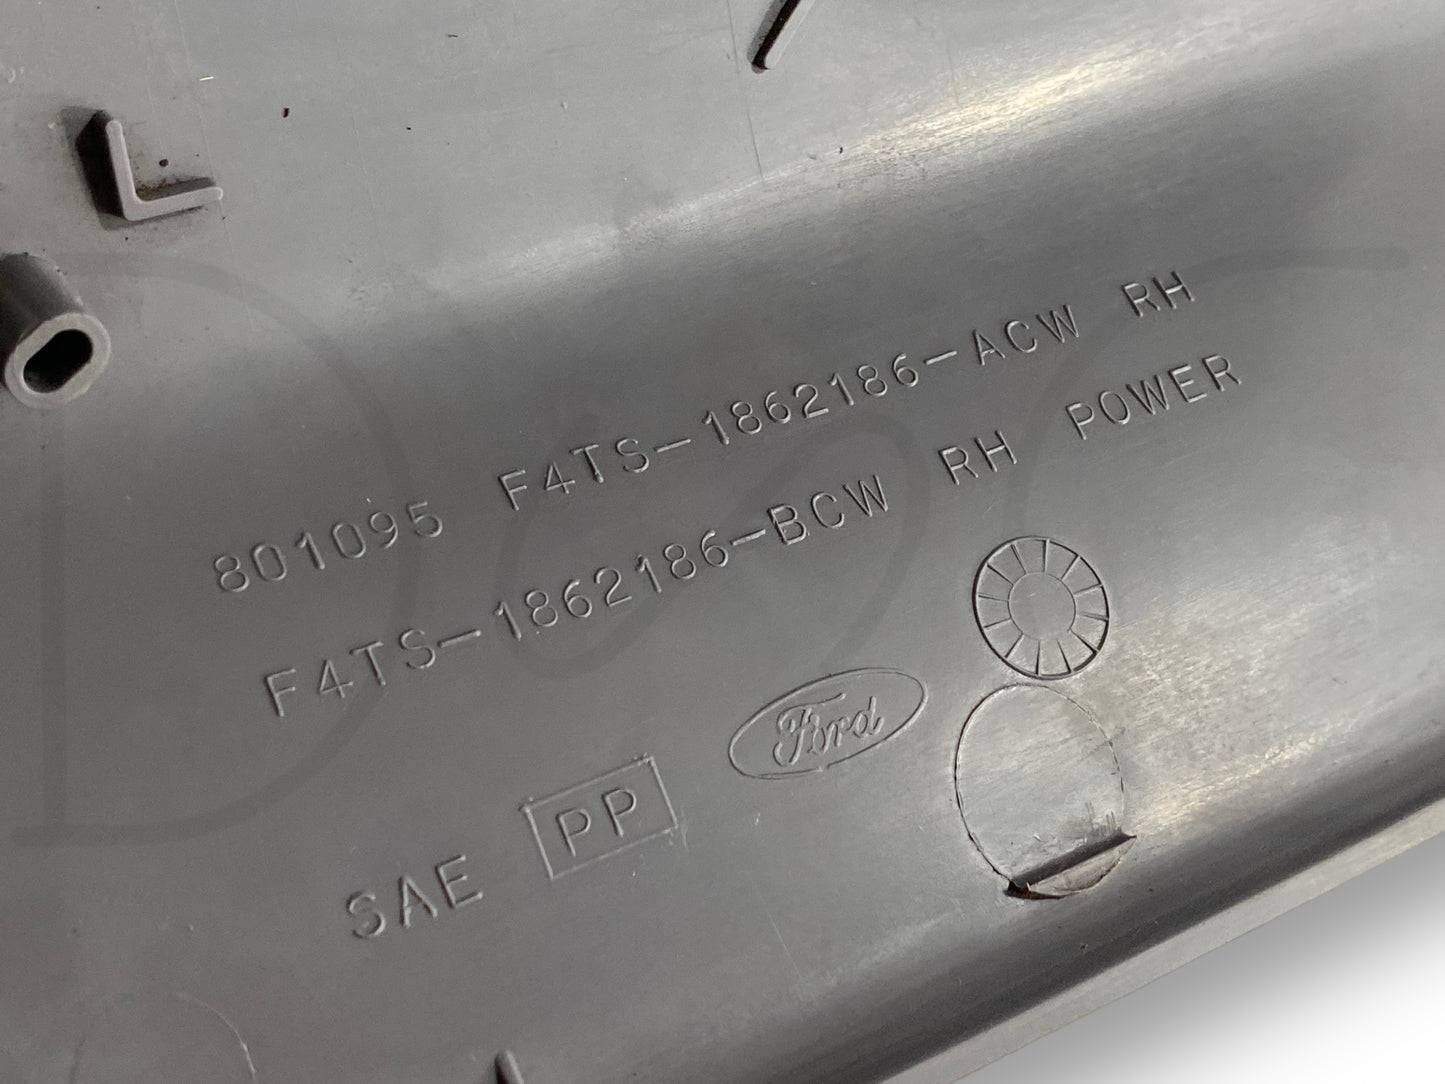 801095 F4TS-1862186-ACW RH
F4TS-1862186-BCW RH POWER
SAE PP Ford